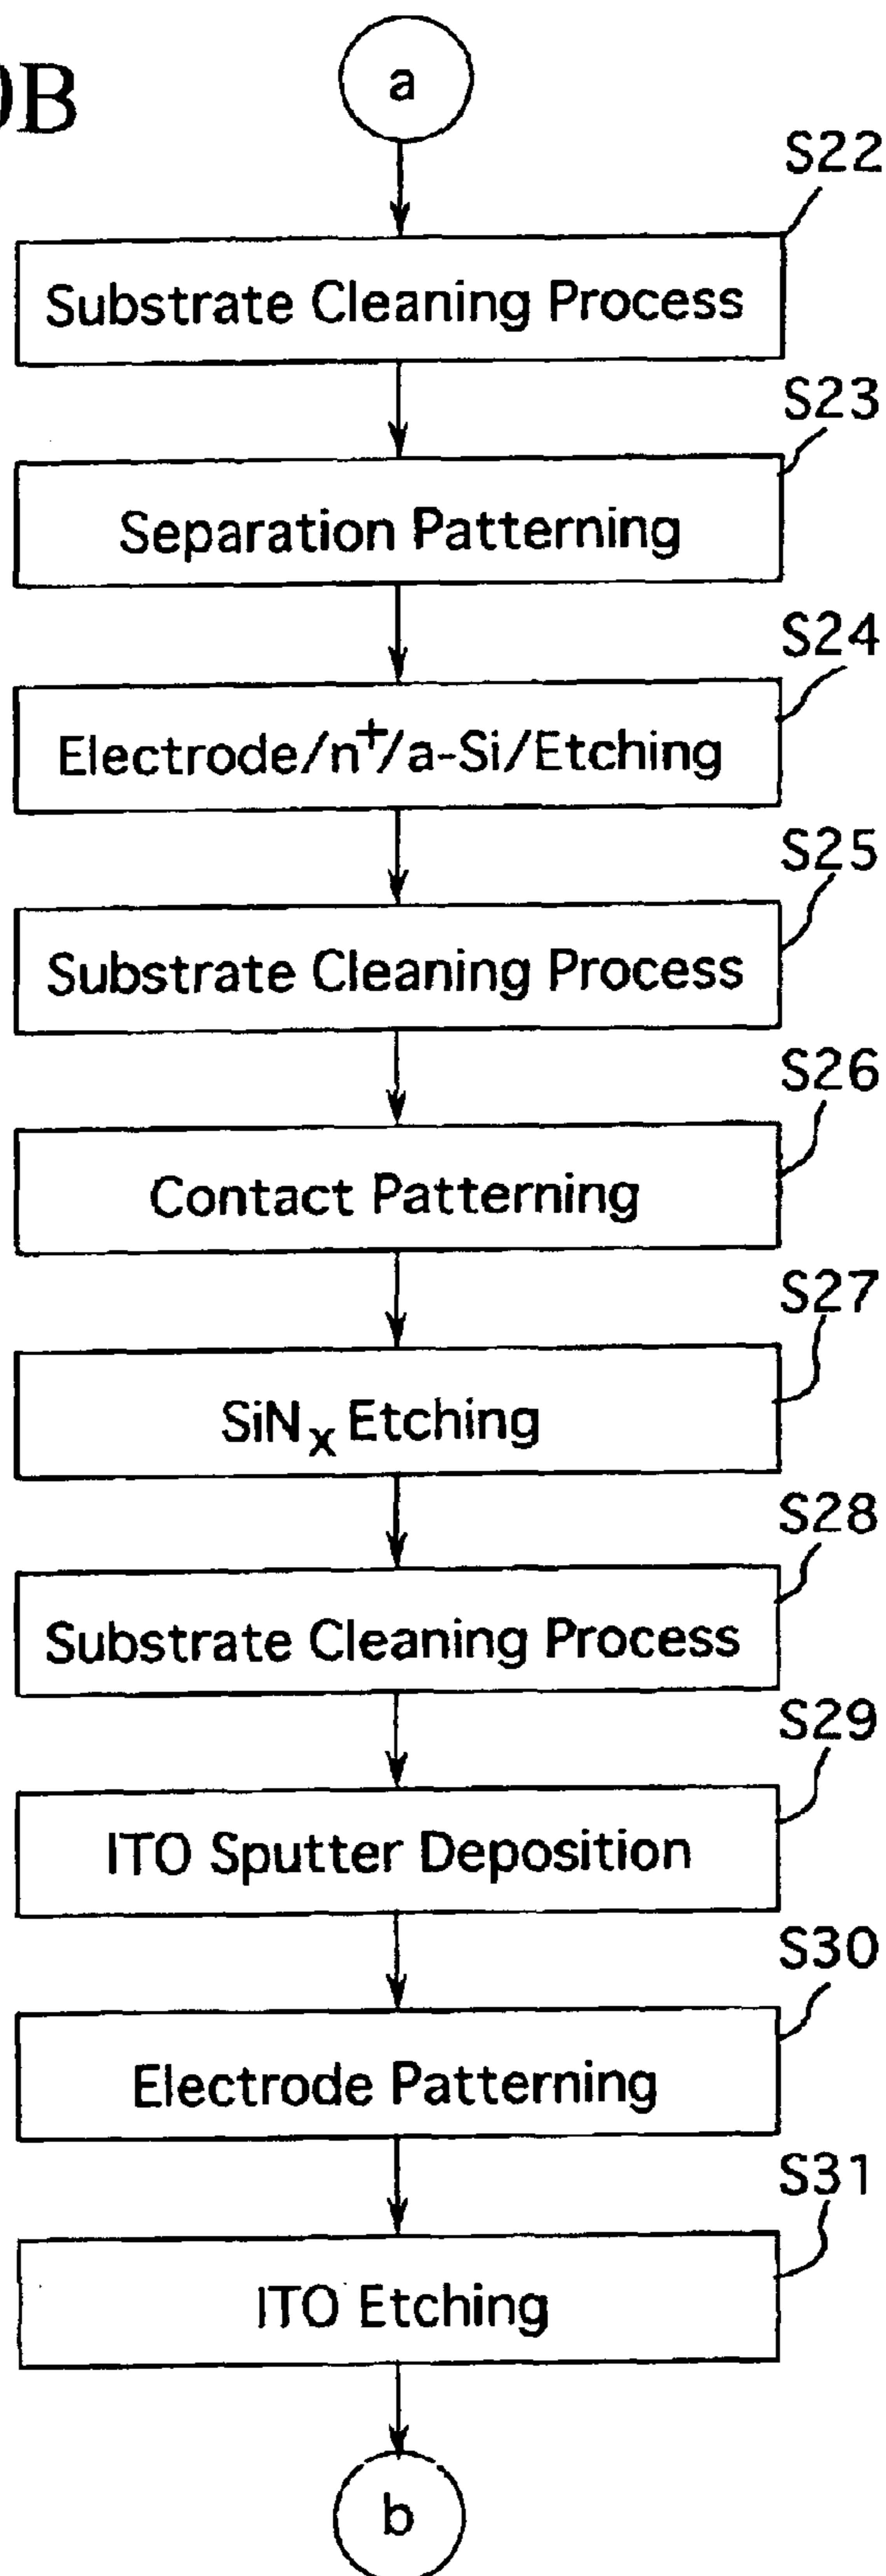 0B
a
S22
Substrate Cleaning Process
S23
Separation Patterning
S24
Electrode/n⁺/a-Si/Etching
S25
Substrate Cleaning Process
S26
Contact Patterning
S27
SiNₓ Etching
S28
Substrate Cleaning Process
S29
ITO Sputter Deposition
S30
Electrode Patterning
S31
ITO Etching
b